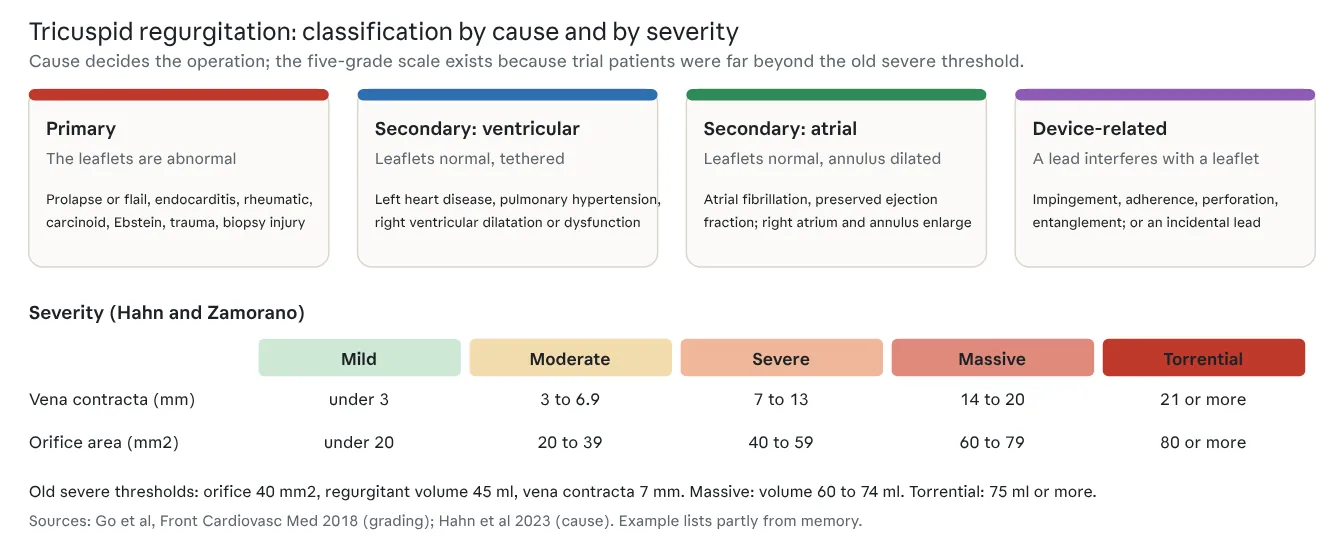 Tricuspid regurgitation: classification by cause and by severity
Cause decides the operation; the five-grade scale exists because trial patients were far beyond the old severe threshold.
Primary
The leaflets are abnormal
Prolapse or flail, endocarditis, rheumatic,
carcinoid, Ebstein, trauma, biopsy injury
Secondary: ventricular
Leaflets normal, tethered
Left heart disease, pulmonary hypertension,
right ventricular dilatation or dysfunction
Secondary: atrial
Leaflets normal, annulus dilated
Atrial fibrillation, preserved ejection
fraction; right atrium and annulus enlarge
Device-related
A lead interferes with a leaflet
Impingement, adherence, perforation,
entanglement; or an incidental lead
Severity (Hahn and Zamorano)
Mild Moderate Severe Massive Torrential
Vena contracta (mm) under 3 3 to 6.9 7 to 13 14 to 20 21 or more
Orifice area (mm2) under 20 20 to 39 40 to 59 60 to 79 80 or more
Old severe thresholds: orifice 40 mm2, regurgitant volume 45 ml, vena contracta 7 mm. Massive: volume 60 to 74 ml. Torrential: 75 ml or more.
Sources: Go et al, Front Cardiovasc Med 2018 (grading); Hahn et al 2023 (cause). Example lists partly from memory.